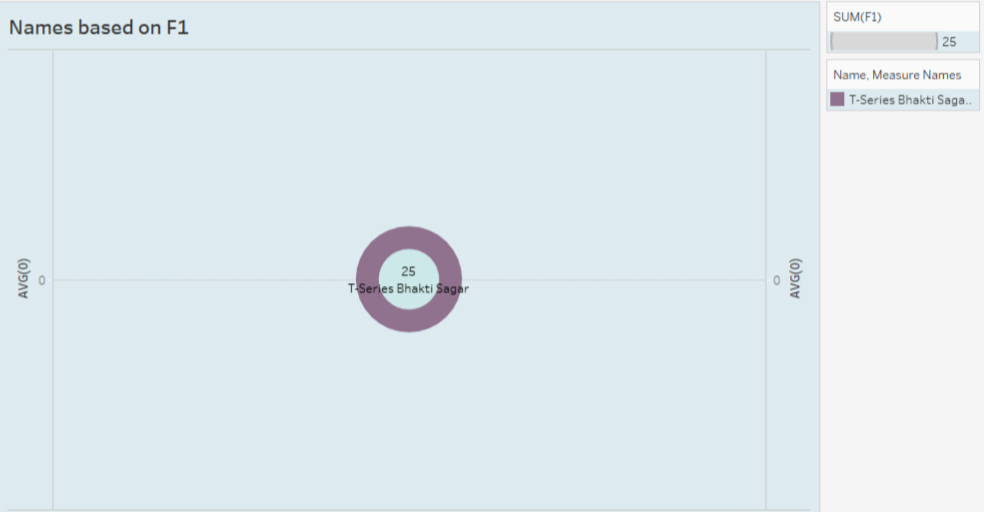 Names based on F1
AVG(0)
0
25
T-Series Bhakti Sagar
0
AVG(0)
SUM(F1)
25
Name, Measure Names
T-Series Bhakti Saga..